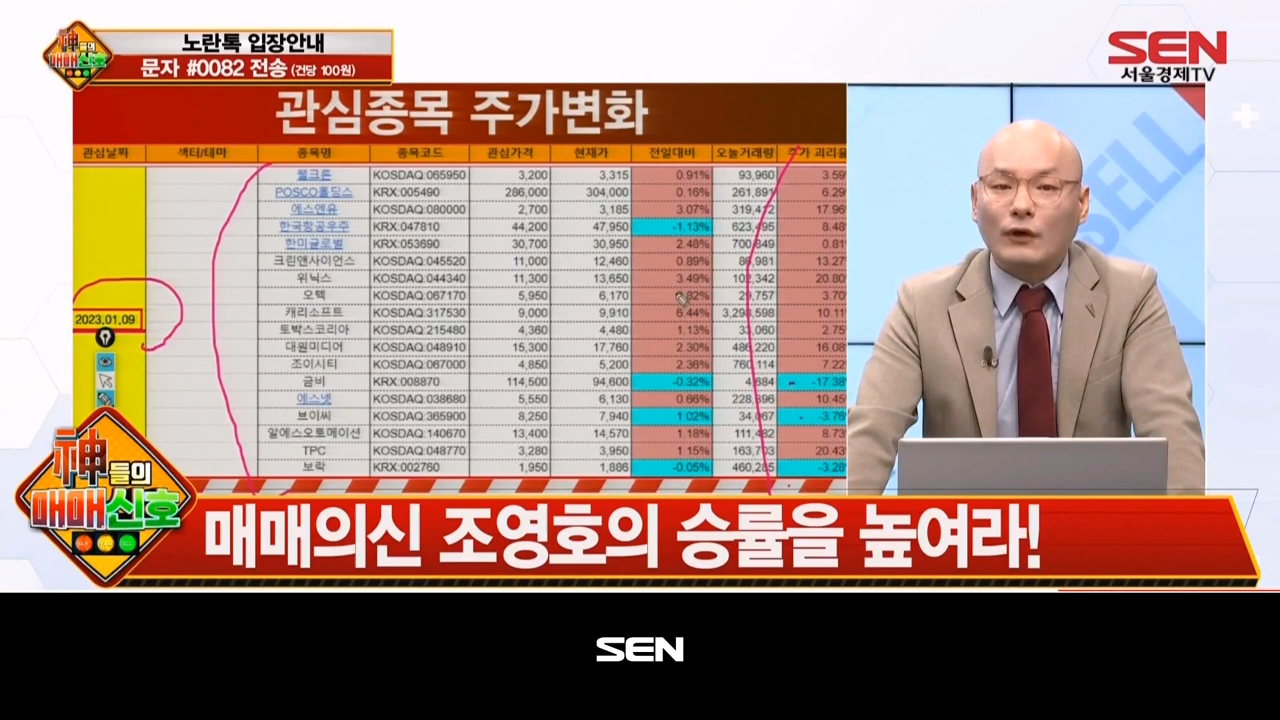 神들의
매매신호
노란톡 입장안내
문자 #0082 전송 (건당 100원)
SEN
서울경제TV
관심종목 주가변화
관심날짜 섹터/테마 종목명 종목코드 관심가격 현재가 전일대비 오늘거래량 주가 괴리율
웰크론 KOSDAQ:065950 3,200 3,315 0.91% 93,960 3.59
POSCO홀딩스 KRX:005490 286,000 304,000 0.16% 261,891 6.29
에스엔유 KOSDAQ:080000 2,700 3,185 3.07% 319,412 17.96
한국항공우주 KRX:047810 44,200 47,950 -1.13% 623,495 8.48
한미글로벌 KRX:053690 30,700 30,950 2.48% 700,849 0.81
크린앤사이언스 KOSDAQ:045520 11,000 12,460 0.89% 86,981 13.27
위닉스 KOSDAQ:044340 11,300 13,650 3.49% 102,342 20.80
오텍 KOSDAQ:067170 5,950 6,170 29,757 3.70
2023.01.09 캐리소프트 KOSDAQ:317530 9,000 9,910 6.44% 3,298,598 10.11
토박스코리아 KOSDAQ:215480 4,360 4,480 1.13% 33,060 2.75
대원미디어 KOSDAQ:048910 15,300 17,760 2.30% 486,220 16.08
조이시티 KOSDAQ:067000 4,850 5,200 2.36% 760,114 7.22
금비 KRX:008870 114,500 94,600 -0.32% 4,684 -17.38
에스넷 KOSDAQ:038680 5,550 6,130 0.66% 228,896 10.45
브이씨 KOSDAQ:365900 8,250 7,940 1.02% 34,067 -3.76
알에스오토메이션 KOSDAQ:140670 13,400 14,570 1.18% 111,482 8.73
TPC KOSDAQ:048770 3,280 3,950 1.15% 163,703 20.43
보락 KRX:002760 1,950 1,886 -0.05% 460,285 -3.28
SELL
神들의
매매신호
매매의신 조영호의 승률을 높여라!
SEN